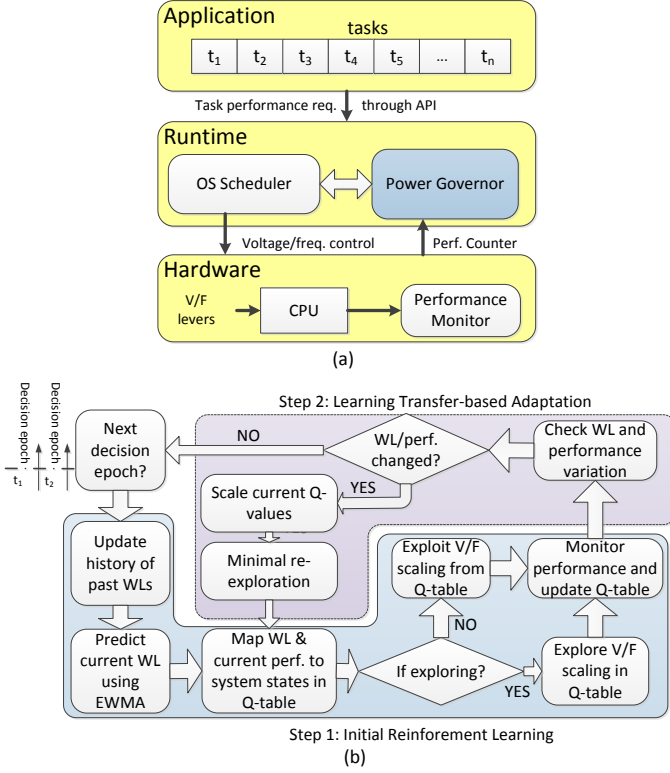 Application
tasks
t1 t2 t3 t4 t5 ... tn
Task performance req. through API
Runtime
OS Scheduler
Power Governor
Voltage/freq. control
Perf. Counter
Hardware
V/F
levers
CPU
Performance
Monitor
(a)
Step 2: Learning Transfer-based Adaptation
Decision epoch
Decision epoch
t1 t2
Next
decision
epoch?
NO
WL/perf.
changed?
YES
Check WL and
performance
variation
Scale current Q-
values
Minimal re-
exploration
Update
history of
past WLs
Exploit V/F
scaling from
Q-table
Monitor
performance and
update Q-table
Predict
current WL
using
EWMA
Map WL &
current perf. to
system states in
Q-table
NO
If exploring?
YES
Explore V/F
scaling in
Q-table
Step 1: Initial Reinforement Learning
(b)